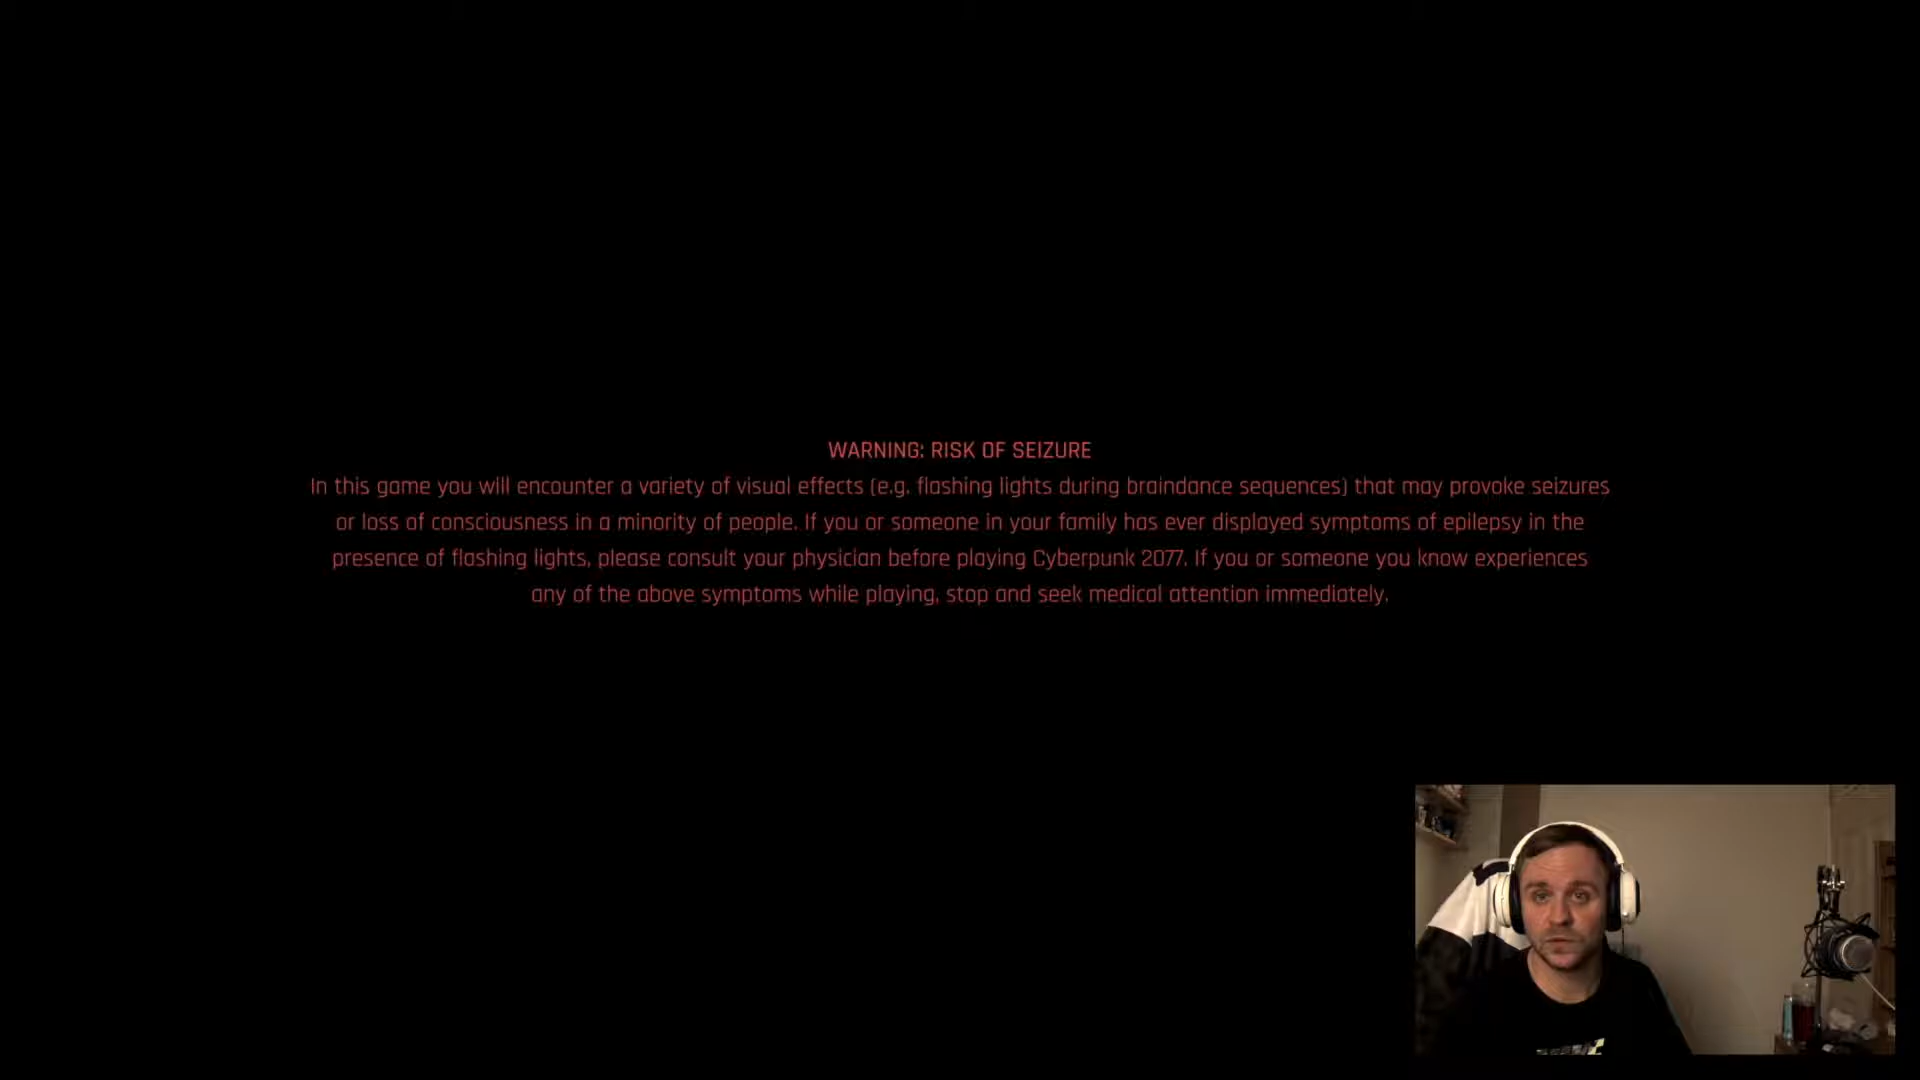 WARNING: RISK OF SEIZURE
In this game you will encounter a variety of visual effects (e.g. flashing lights during braindance sequences) that may provoke seizures
or loss of consciousness in a minority of people. If you or someone in your family has ever displayed symptoms of epilepsy in the
presence of flashing lights, please consult your physician before playing Cyberpunk 2077. If you or someone you know experiences
any of the above symptoms while playing, stop and seek medical attention immediately.